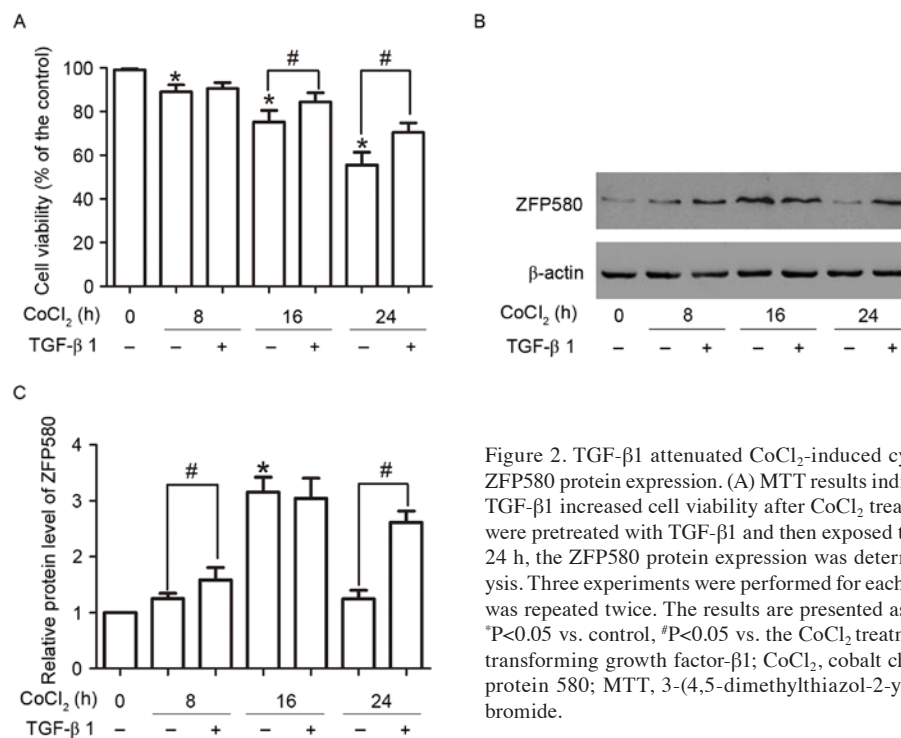 A
Cell viability (% of the control)
100
80
60
40
20
0
*
*
#
*
#
CoCl₂ (h) 0 8 16 24
TGF-β 1 – – + – + – +
B
ZFP580
β-actin
CoCl₂ (h) 0 8 16 24
TGF-β 1 – – + – + – +
C
Relative protein level of ZFP580
4
3
2
1
0
#
*
#
CoCl₂ (h) 0 8 16 24
TGF-β 1 – – + – + – +
Figure 2. TGF-β1 attenuated CoCl₂-induced
ZFP580 protein expression. (A) MTT results
TGF-β1 increased cell viability after CoCl₂
were pretreated with TGF-β1 and then exposed
24 h, the ZFP580 protein expression was
ysis. Three experiments were performed for each
was repeated twice. The results are presented as
*P<0.05 vs. control, #P<0.05 vs. the CoCl₂
transforming growth factor-β1; CoCl₂, cobalt
protein 580; MTT, 3-(4,5-dimethylthiazol-2-y
bromide.